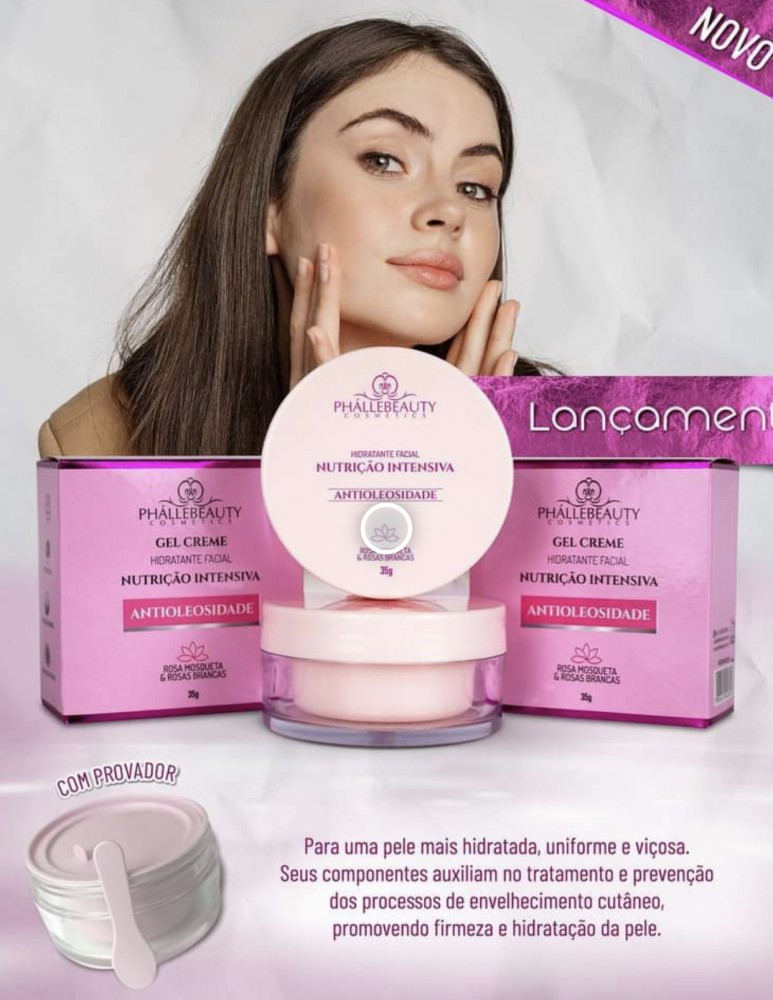 NOVO
Lançamen
PHÁLLEBEAUTY
COSMETICS
HIDRATANTE FACIAL
NUTRIÇÃO INTENSIVA
ANTIOLEOSIDADE
& ROSAS BRANCAS
35g
PHÁLLEBEAUTY
COSMETICS
GEL CREME
HIDRATANTE FACIAL
NUTRIÇÃO INTENSIVA
ANTIOLEOSIDADE
ROSA MOSQUETA
& ROSAS BRANCAS
35g
PHÁLLEBEAUTY
COSMETICS
GEL CREME
HIDRATANTE FACIAL
NUTRIÇÃO INTENSIVA
ANTIOLEOSIDADE
ROSA MOSQUETA
& ROSAS BRANCAS
35g
COM PROVADOR
Para uma pele mais hidratada, uniforme e viçosa.
Seus componentes auxiliam no tratamento e prevenção
dos processos de envelhecimento cutâneo,
promovendo firmeza e hidratação da pele.